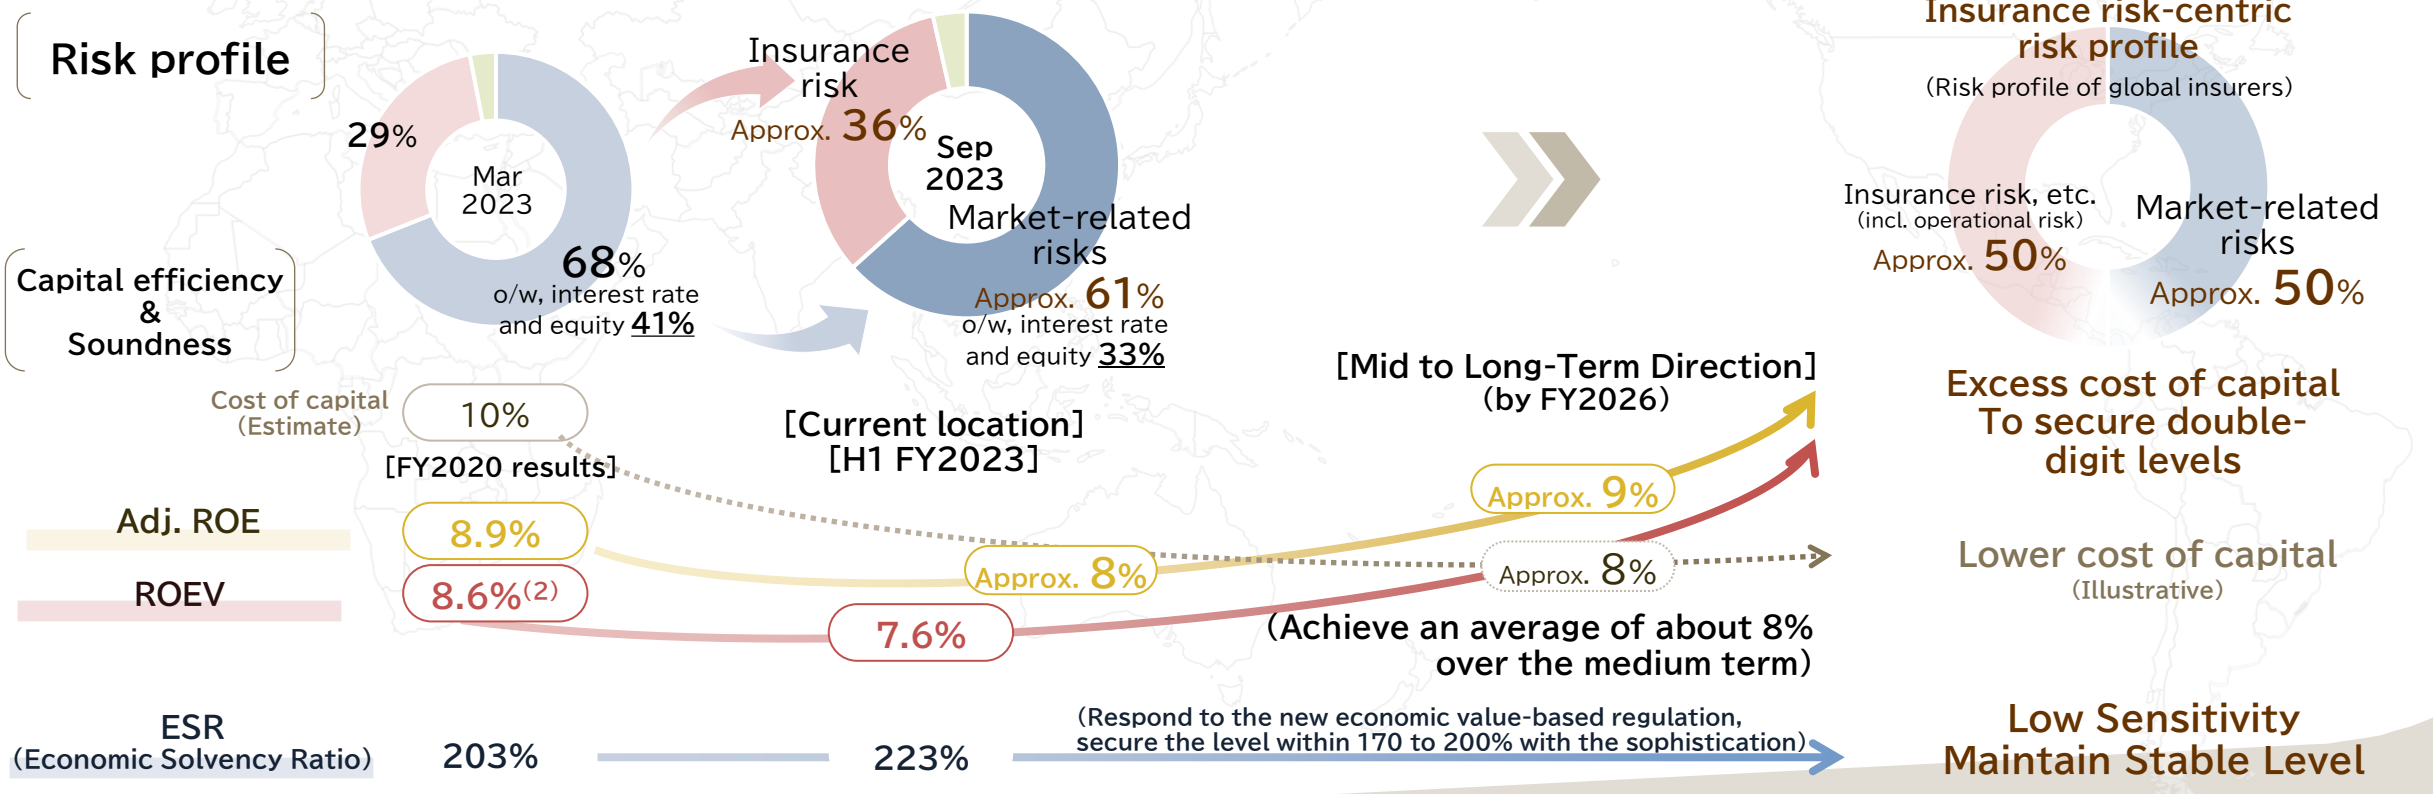 Risk profile
29%
Mar
2023
68%
o/w, interest rate
and equity 41%
Insurance
risk
Approx. 36%
Sep
2023
Market-related
risks
Approx. 61%
o/w, interest rate
and equity 33%
Insurance risk-centric
risk profile
(Risk profile of global insurers)
Insurance risk, etc.
(incl. operational risk)
Approx. 50%
Market-related
risks
Approx. 50%
Capital efficiency
&
Soundness
Cost of capital
(Estimate)
10%
[FY2020 results]
[Current location]
[H1 FY2023]
[Mid to Long-Term Direction]
(by FY2026)
Excess cost of capital
To secure double-
digit levels
Adj. ROE
8.9%
Approx. 8%
Approx. 9%
ROEV
8.6%(2)
7.6%
Approx. 8%
(Achieve an average of about 8%
over the medium term)
Lower cost of capital
(Illustrative)
ESR
(Economic Solvency Ratio)
203%
223%
(Respond to the new economic value-based regulation,
secure the level within 170 to 200% with the sophistication)
Low Sensitivity
Maintain Stable Level